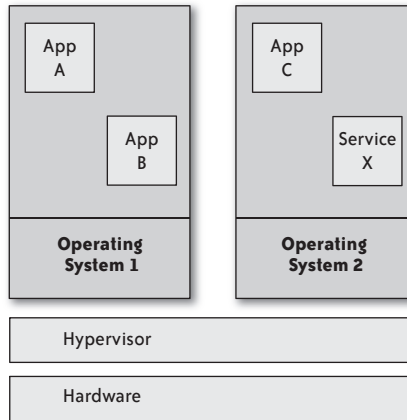 App
A
App
B
Operating
System 1
App
C
Service
X
Operating
System 2
Hypervisor
Hardware